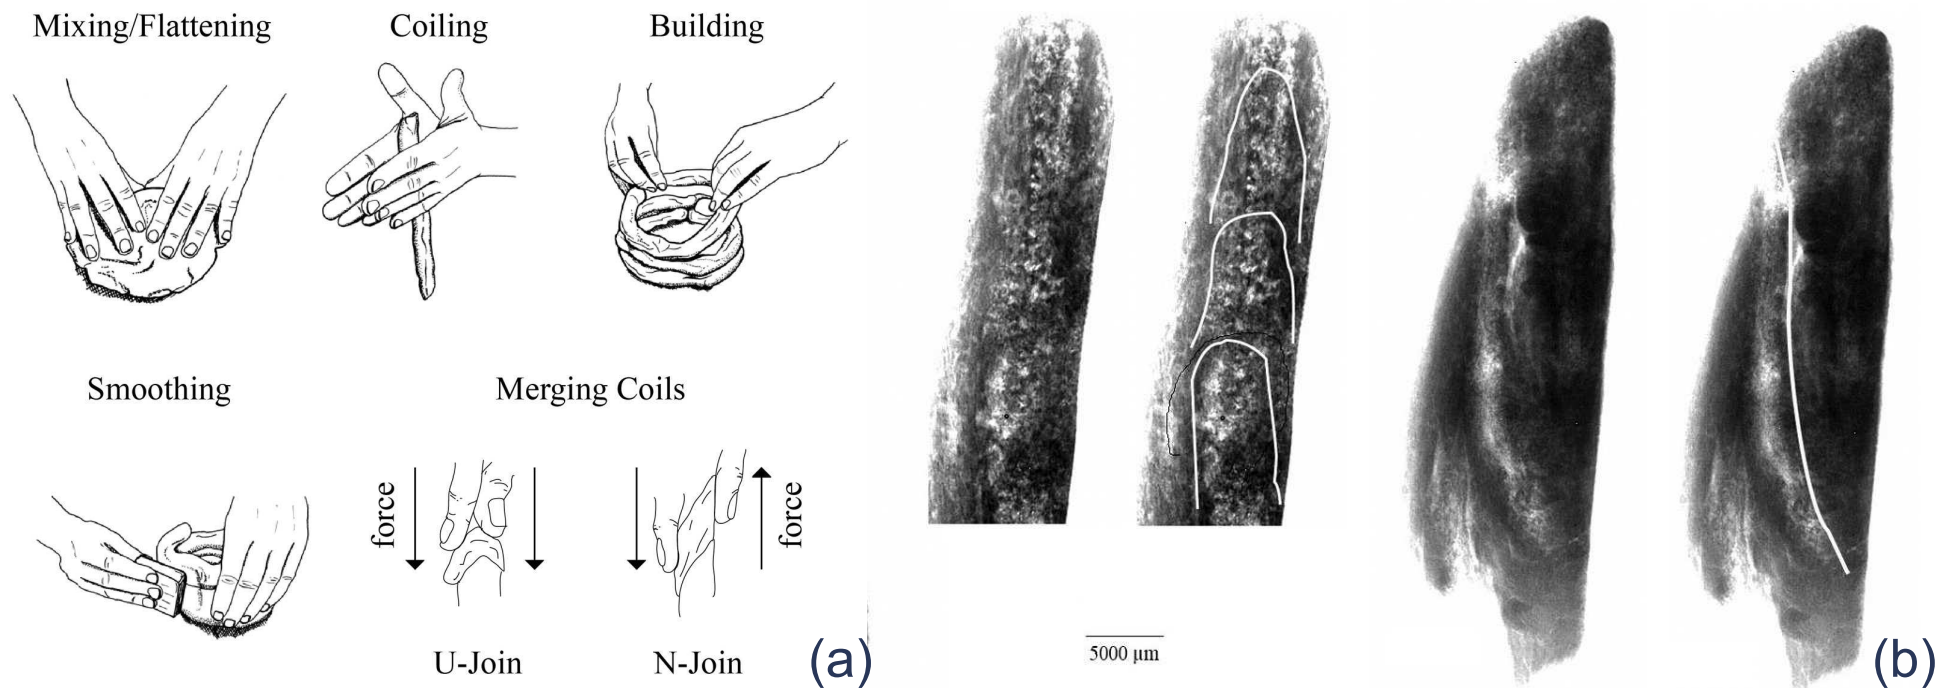 Mixing/Flattening
Coiling
Building
Smoothing
Merging Coils
force
force
U-Join
N-Join
(a)
5000 μm
(b)